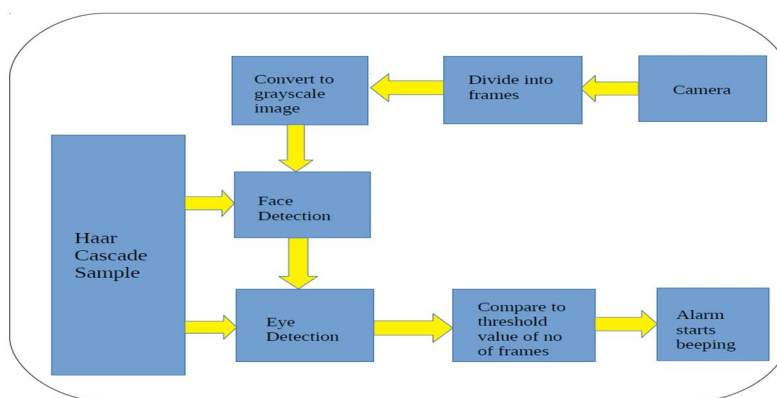 Convert to
grayscale
image
Divide into
frames
Camera
Haar
Cascade
Sample
Face
Detection
Eye
Detection
Compare to
threshold
value of no
of frames
Alarm
starts
beeping